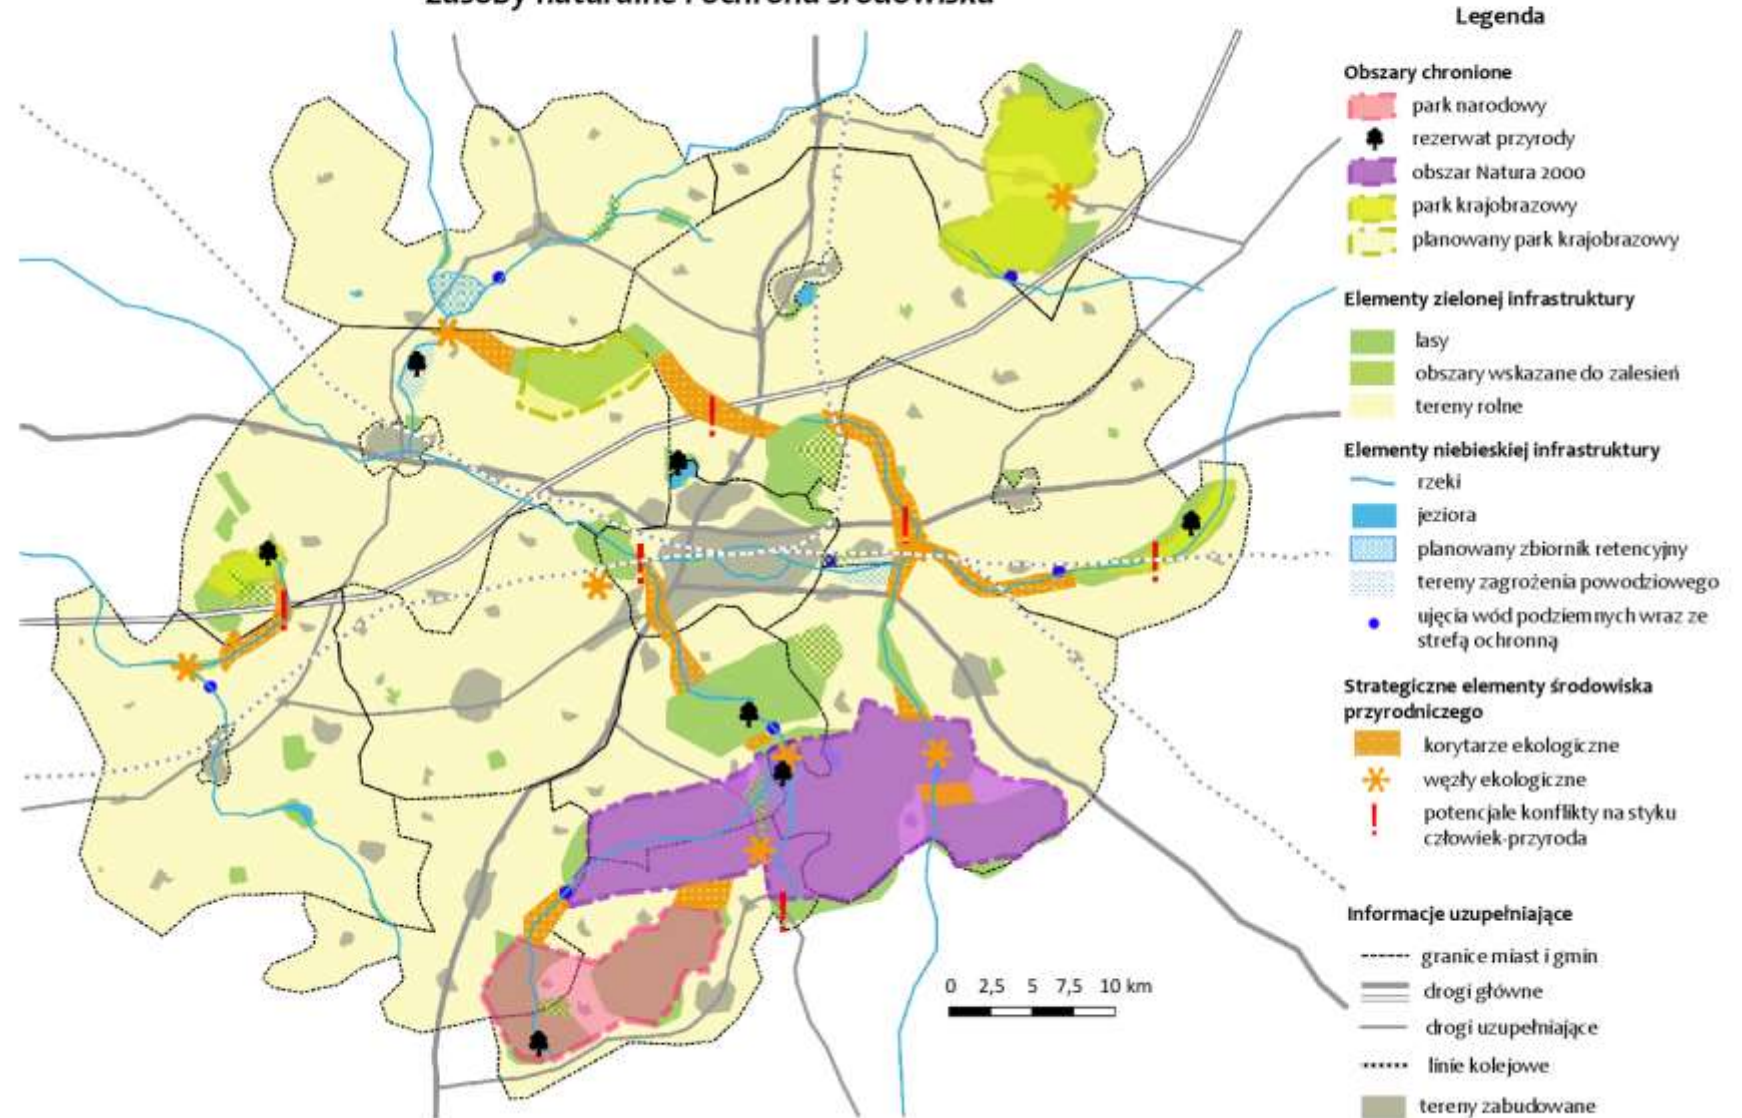 Zasoby naturalne i ochrona środowiska
Legenda
Obszary chronione
park narodowy
rezerwat przyrody
obszar Natura 2000
park krajobrazowy
planowany park krajobrazowy
Elementy zielonej infrastruktury
lasy
obszary wskazane do zalesień
tereny rolne
Elementy niebieskiej infrastruktury
rzeki
jeziora
planowany zbiornik retencyjny
tereny zagrożenia powodziowego
ujęcia wód podziemnych wraz ze
strefą ochronną
Strategiczne elementy środowiska
przyrodniczego
korytarze ekologiczne
węzły ekologiczne
potencjale konflikty na styku
człowiek-przyroda
Informacje uzupełniające
granice miast i gmin
drogi główne
drogi uzupełniające
linie kolejowe
tereny zabudowane
0 2,5 5 7,5 10 km